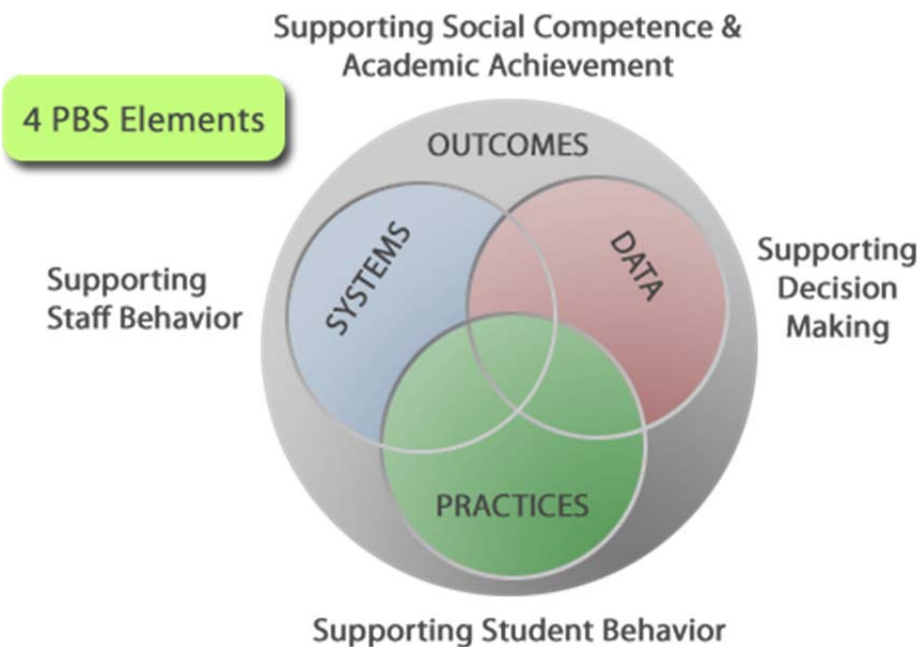 Supporting Social Competence &
Academic Achievement
4 PBS Elements
OUTCOMES
SYSTEMS
DATA
Supporting
Staff Behavior
Supporting
Decision
Making
PRACTICES
Supporting Student Behavior